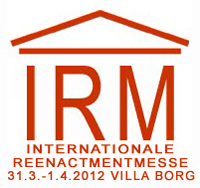 IRM
INTERNATIONALE
REENACTMENTMESSE
31.3.-1.4.2012 VILLA BORG